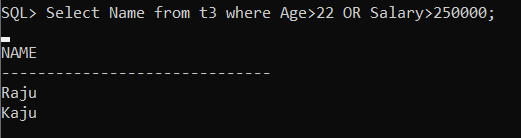 SQL> Select Name from t3 where Age>22 OR Salary>250000;
NAME
------------------------------
Raju
Kaju